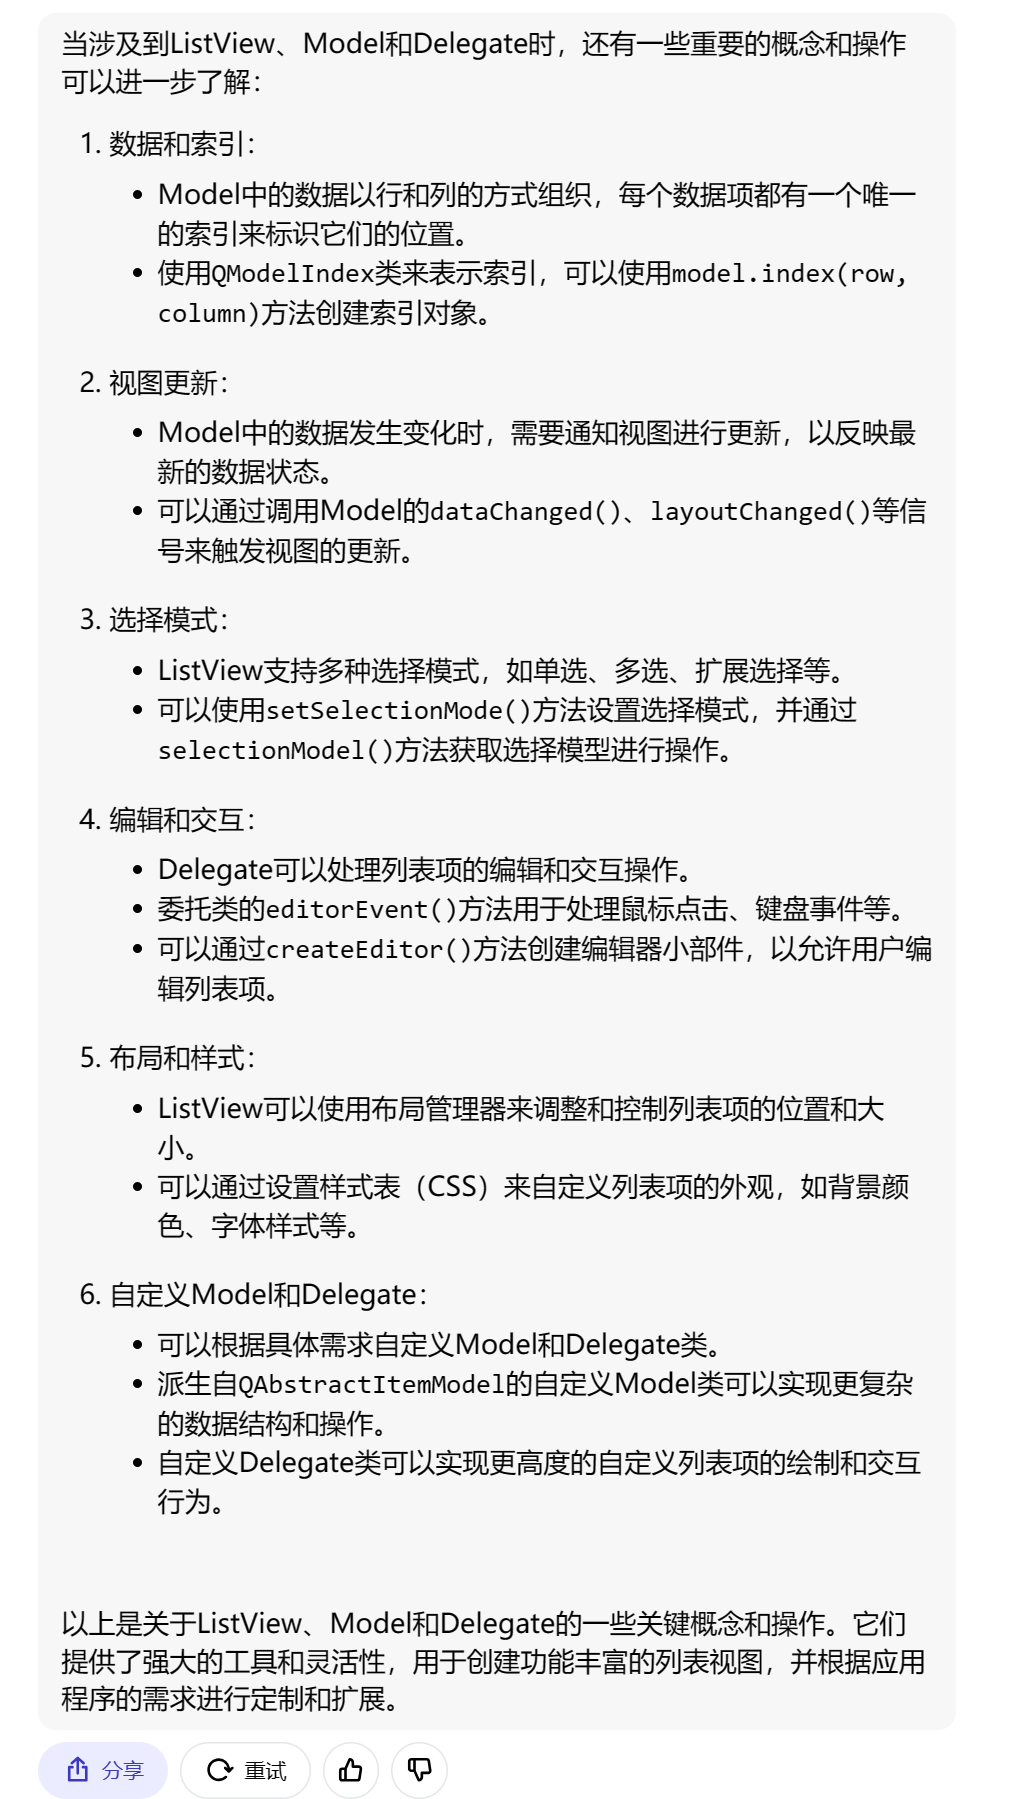 当涉及到ListView、Model和Delegate时，还有一些重要的概念和操作
可以进一步了解：
1. 数据和索引：
• Model中的数据以行和列的方式组织，每个数据项都有一个唯一
的索引来标识它们的位置。
• 使用QModelIndex类来表示索引，可以使用model.index(row,
column)方法创建索引对象。
2. 视图更新：
• Model中的数据发生变化时，需要通知视图进行更新，以反映最
新的数据状态。
• 可以通过调用Model的dataChanged()、layoutChanged()等信
号来触发视图的更新。
3. 选择模式：
• ListView支持多种选择模式，如单选、多选、扩展选择等。
• 可以使用setSelectionMode()方法设置选择模式，并通过
selectionModel()方法获取选择模型进行操作。
4. 编辑和交互：
• Delegate可以处理列表项的编辑和交互操作。
• 委托类的editorEvent()方法用于处理鼠标点击、键盘事件等。
• 可以通过createEditor()方法创建编辑器小部件，以允许用户编
辑列表项。
5. 布局和样式：
• ListView可以使用布局管理器来调整和控制列表项的位置和大
小。
• 可以通过设置样式表（CSS）来自定义列表项的外观，如背景颜
色、字体样式等。
6. 自定义Model和Delegate：
• 可以根据具体需求自定义Model和Delegate类。
• 派生自QAbstractItemModel的自定义Model类可以实现更复杂
的数据结构和操作。
• 自定义Delegate类可以实现更高度的自定义列表项的绘制和交互
行为。
以上是关于ListView、Model和Delegate的一些关键概念和操作。它们
提供了强大的工具和灵活性，用于创建功能丰富的列表视图，并根据应用
程序的需求进行定制和扩展。
分享 重试